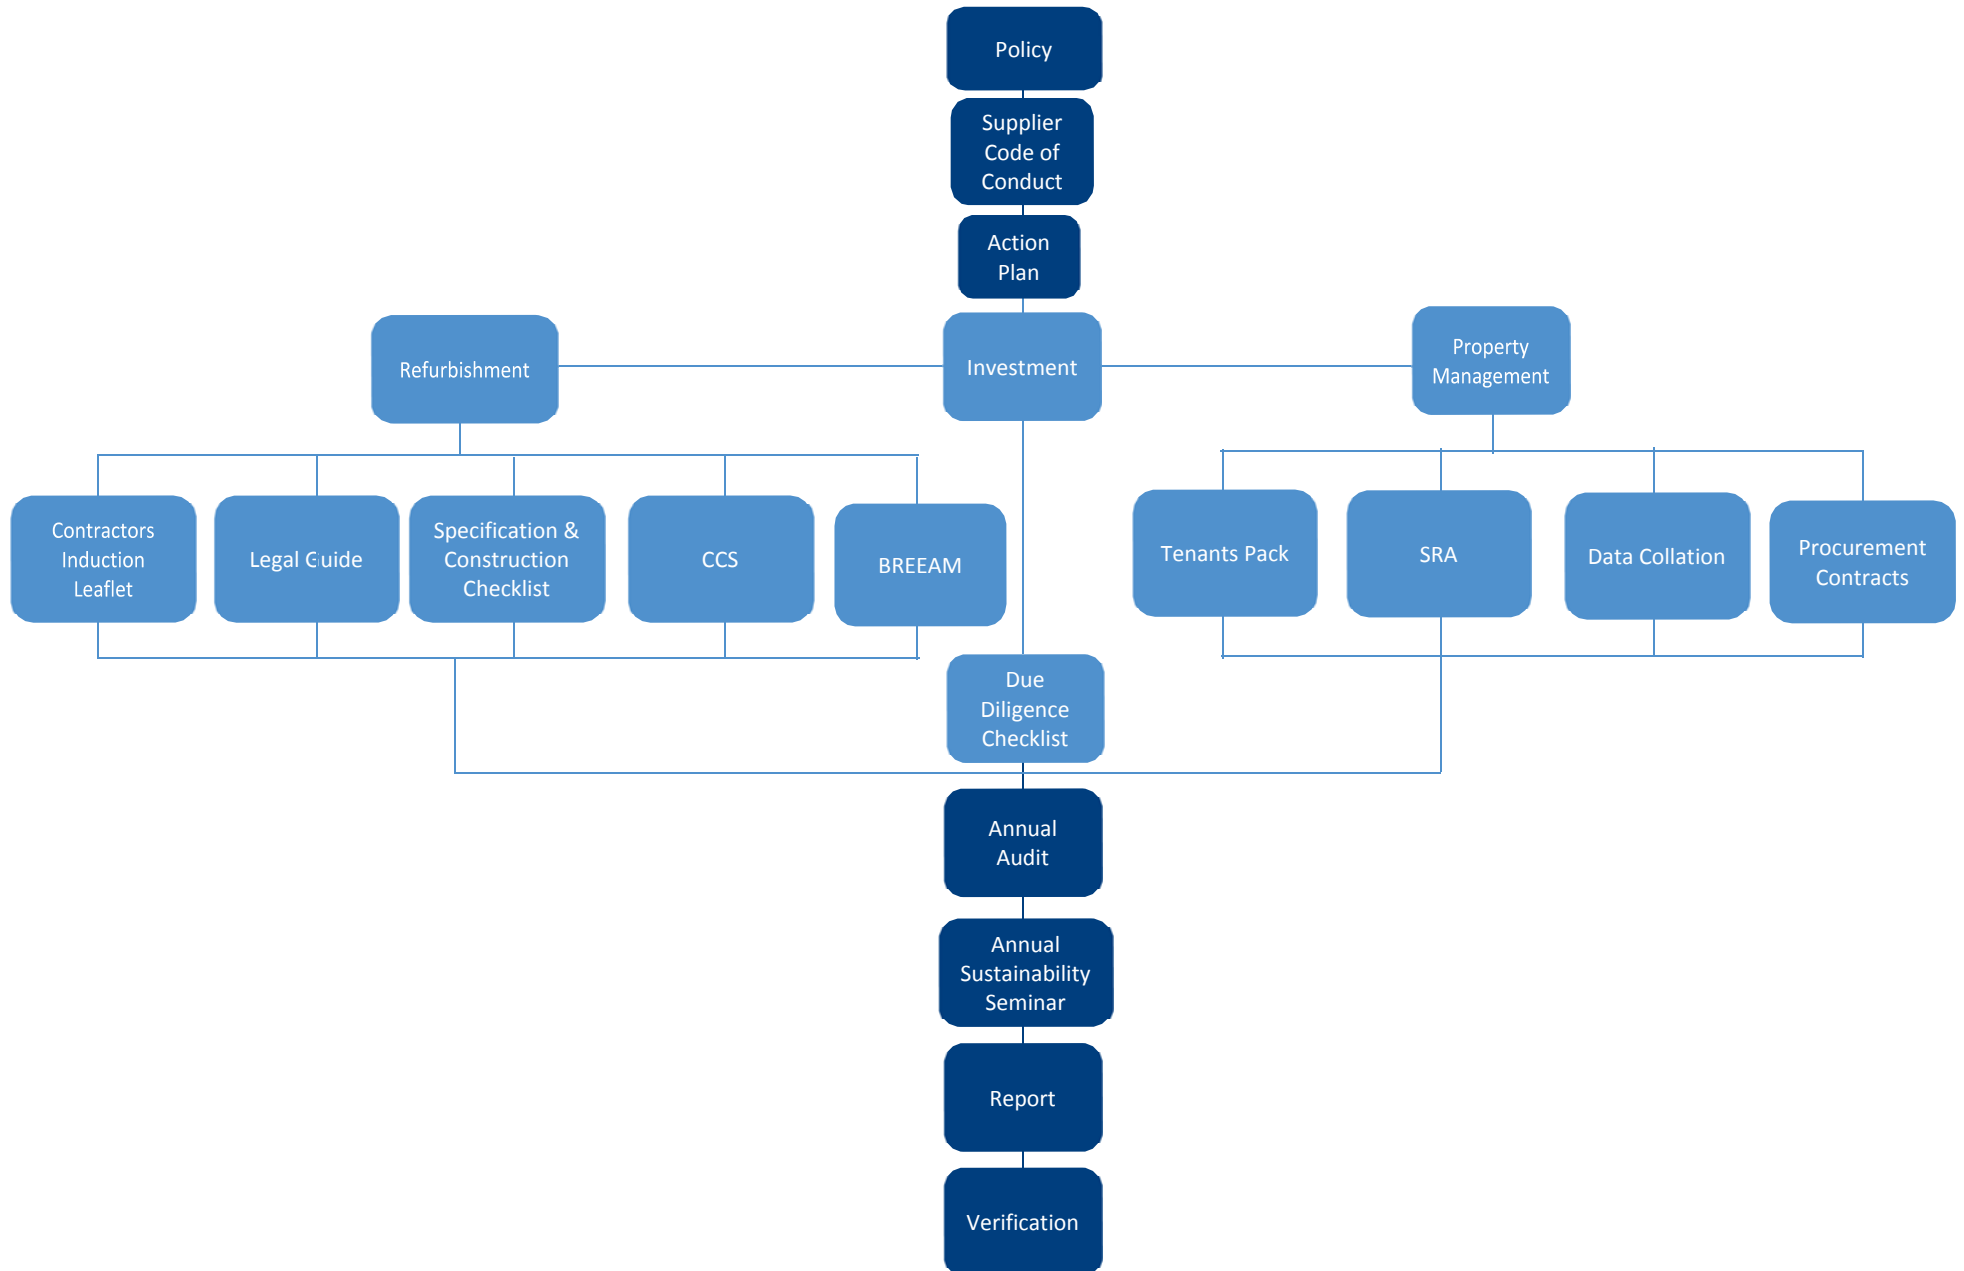 Policy
Supplier
Code of
Conduct
Action
Plan
Refurbishment
Investment
Property
Management
Contractors
Induction
Leaflet
Legal Guide
Specification &
Construction
Checklist
CCS
BREEAM
Tenants Pack
SRA
Data Collation
Procurement
Contracts
Due
Diligence
Checklist
Annual
Audit
Annual
Sustainability
Seminar
Report
Verification